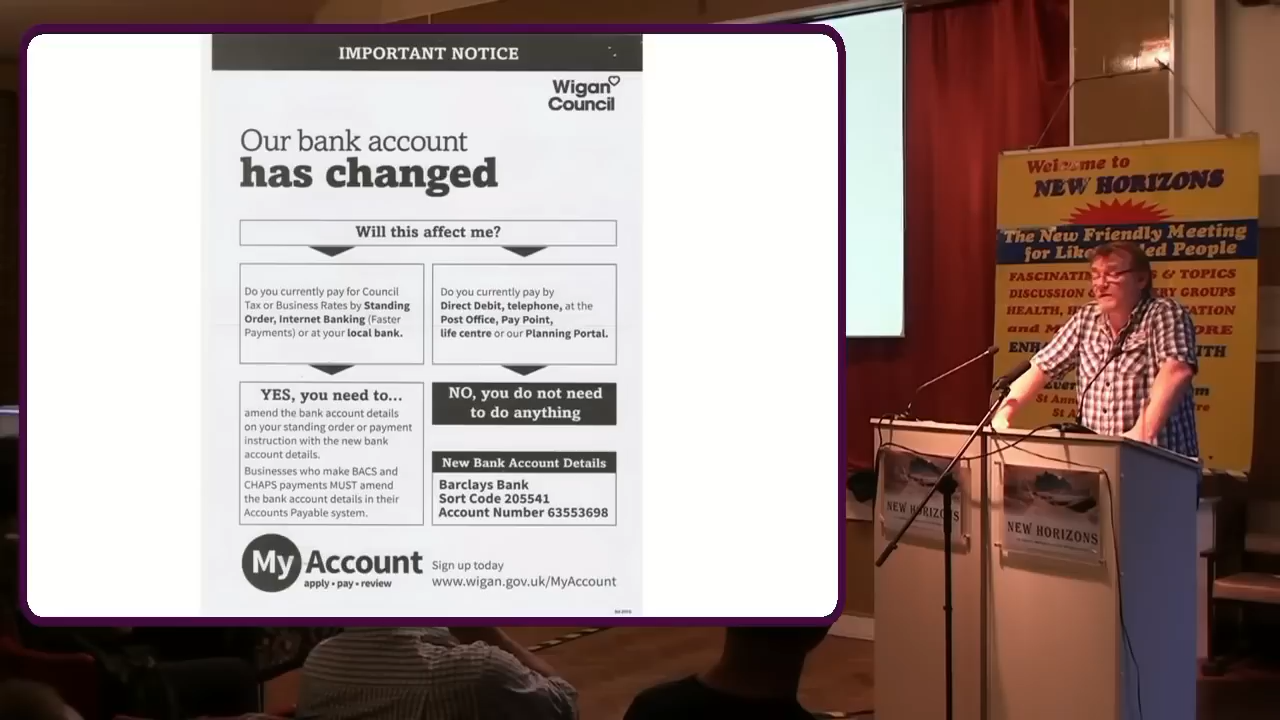 IMPORTANT NOTICE
Wigan
Council
Our bank account
has changed
Will this affect me?
Do you currently pay for Council
Tax or Business Rates by Standing
Order, Internet Banking (Faster
Payments) or at your local bank.
Do you currently pay by
Direct Debit, telephone, at the
Post Office, Pay Point,
life centre or our Planning Portal.
YES, you need to...
amend the bank account details
on your standing order or payment
instruction with the new bank
account details.
Businesses who make BACS and
CHAPS payments MUST amend
the bank account details in their
Accounts Payable system.
NO, you do not need
to do anything
New Bank Account Details
Barclays Bank
Sort Code 205541
Account Number 63553698
My Account
apply • pay • review
Sign up today
www.wigan.gov.uk/MyAccount
Welcome to
NEW HORIZONS
The New Friendly Meeting
for People
& TOPICS
DISCUSSION GROUPS
HEALTH,
and
St
St
NEW HORIZONS
NEW HORIZONS